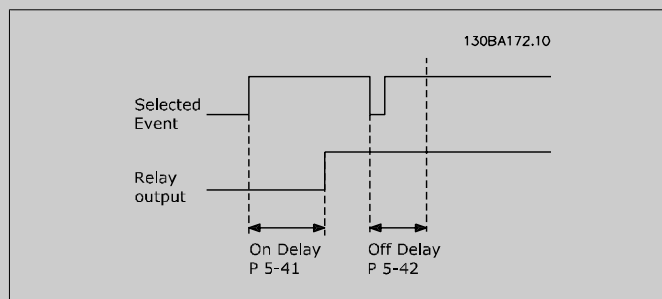 130BA172.10
Selected
Event
Relay
output
On Delay
P 5-41
Off Delay
P 5-42